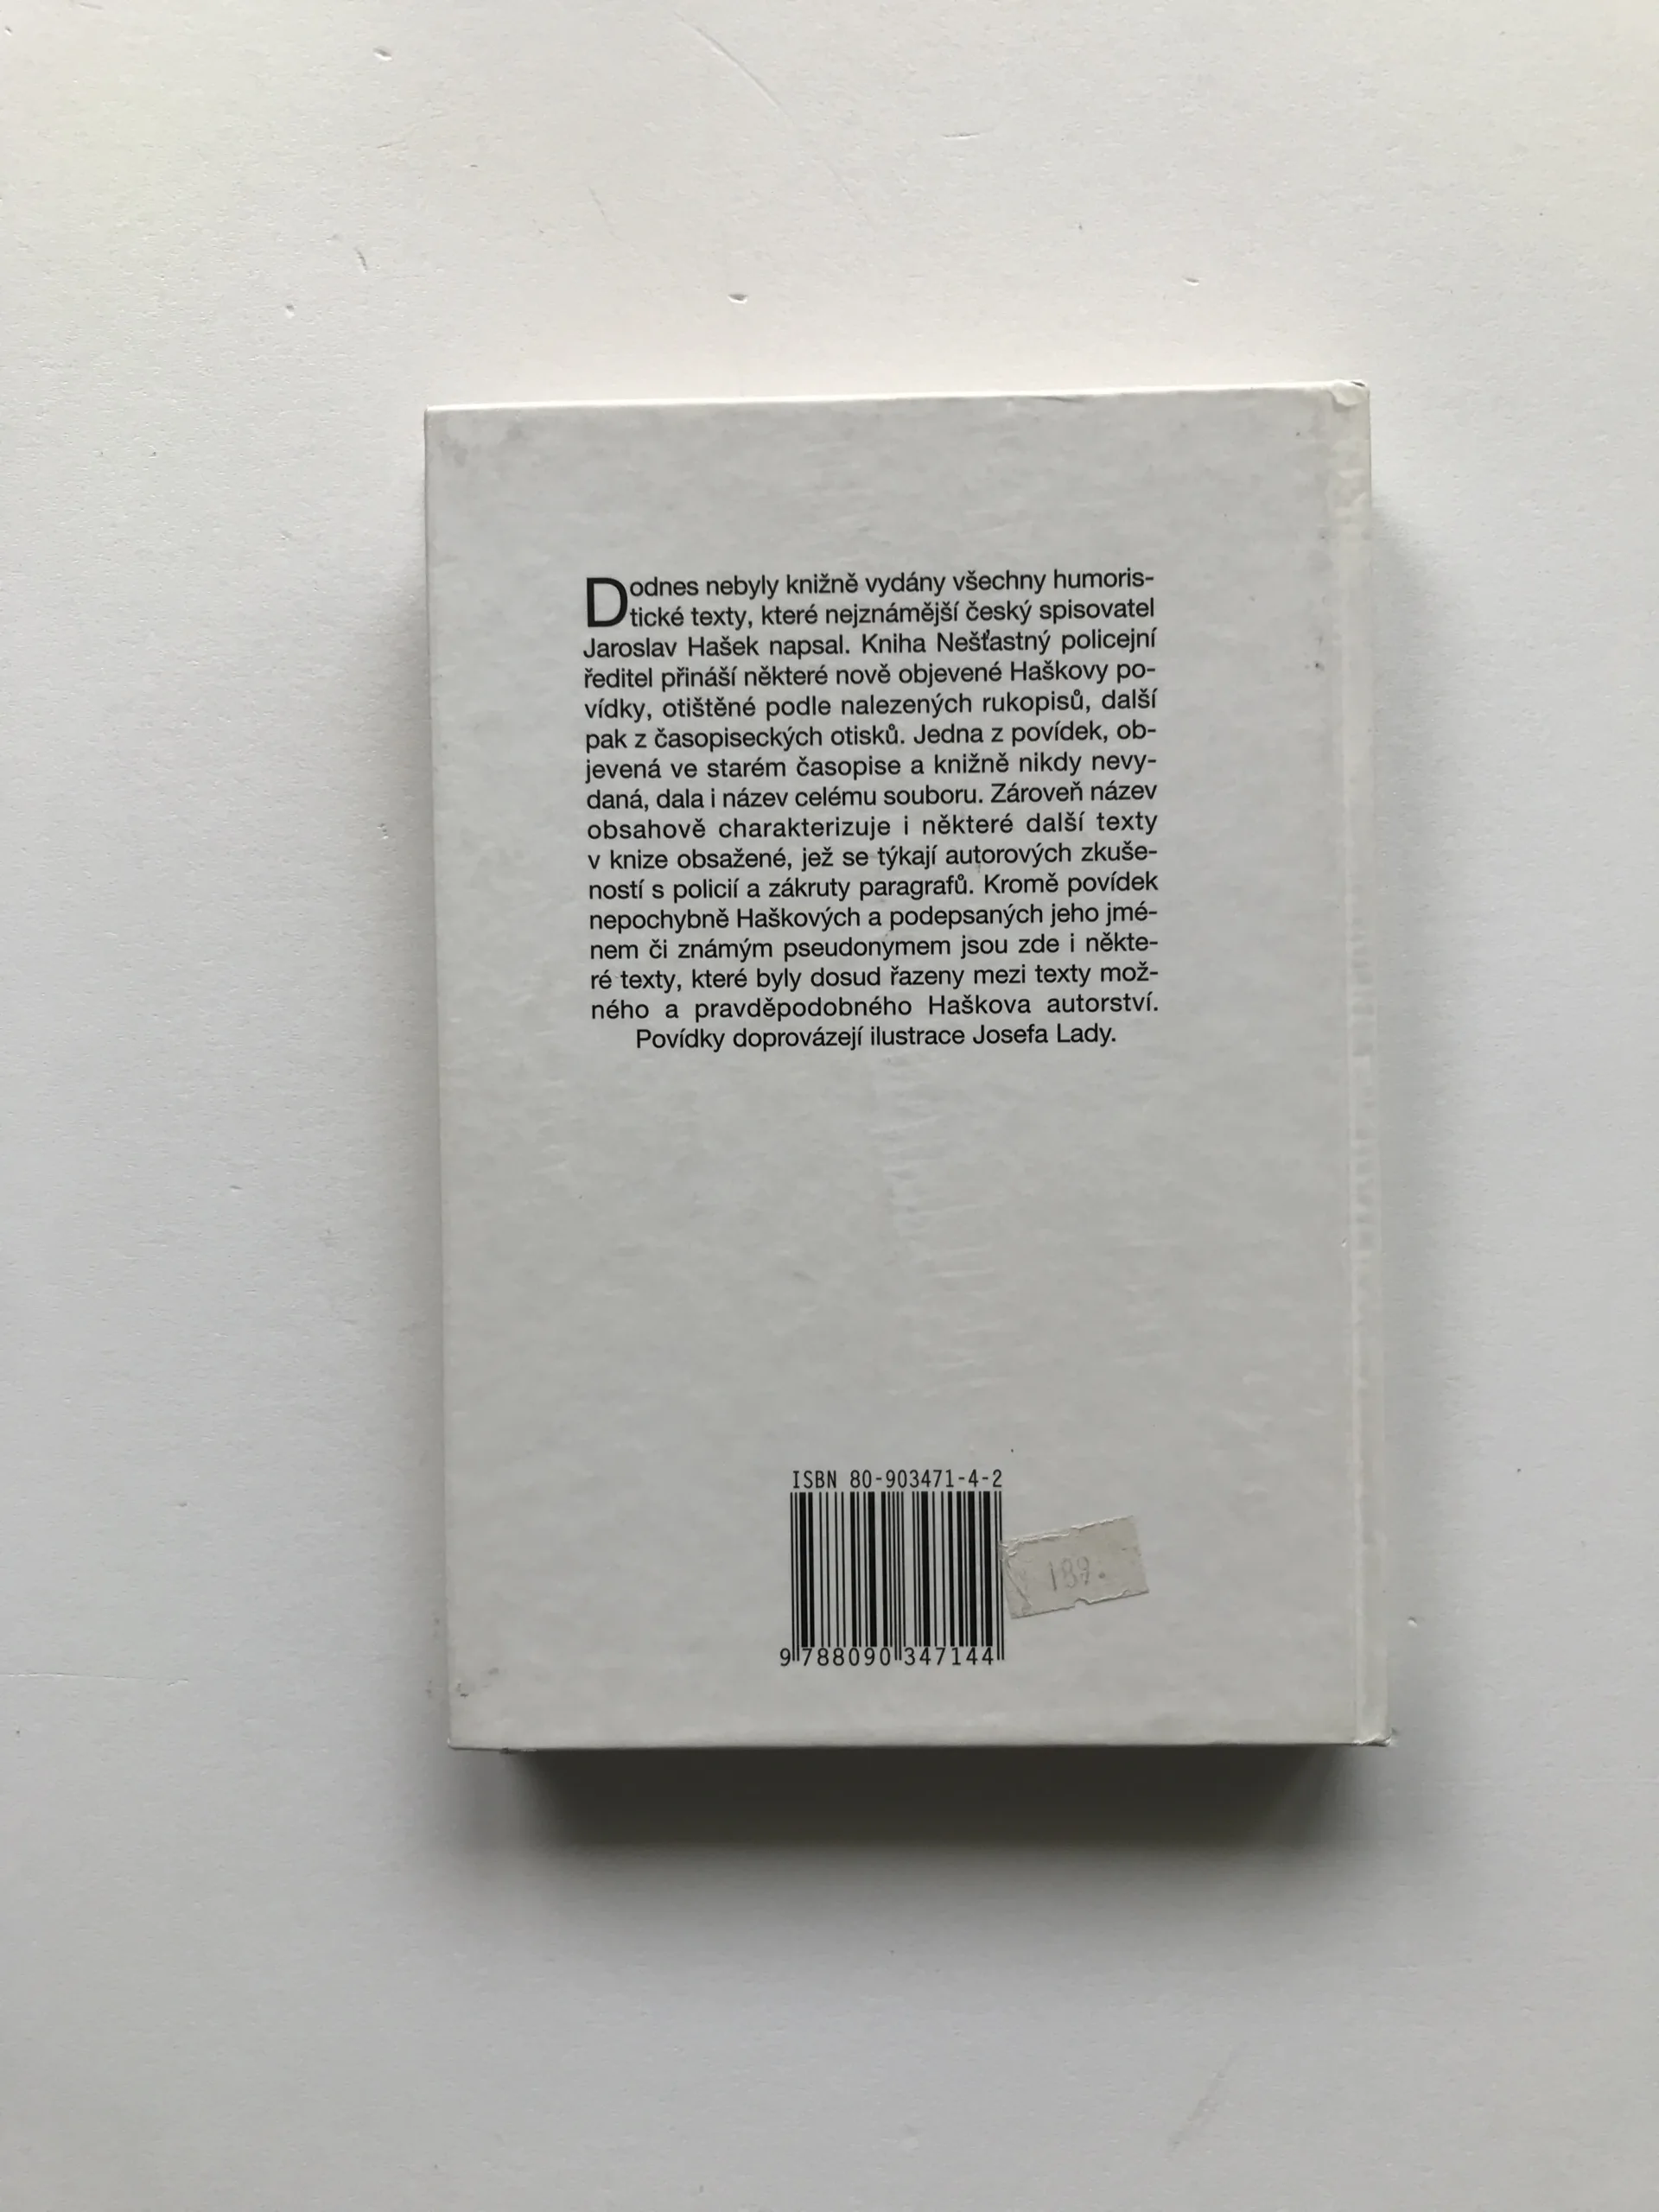 Dodnes nebyly knižně vydány všechny humoris-
tické texty, které nejznámější český spisovatel
Jaroslav Hašek napsal. Kniha Nešťastný policejní
ředitel přináší některé nově objevené Haškovy po-
vídky, otištěné podle nalezených rukopisů, další
pak z časopiseckých otisků. Jedna z povídek, ob-
jevená ve starém časopise a knižně nikdy nevy-
daná, dala i název celému souboru. Zároveň název
obsahově charakterizuje i některé další texty
v knize obsažené, jež se týkají autorových zkuše-
ností s policií a zákruty paragrafů. Kromě povídek
nepochybně Haškových a podepsaných jeho jmé-
nem či známým pseudonymem jsou zde i někte-
ré texty, které byly dosud řazeny mezi texty mož-
ného a pravděpodobného Haškova autorství.
Povídky doprovázejí ilustrace Josefa Lady.
ISBN 80-903471-4-2
189.
9 788090 347144